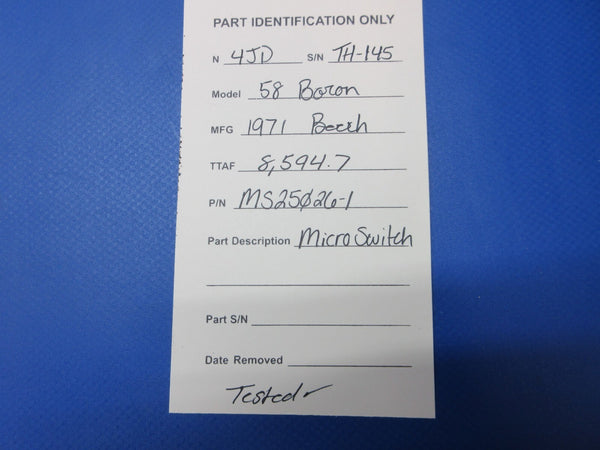 PART IDENTIFICATION ONLY
N 4JD S/N TH-145
Model 58 Baron
MFG 1971 Beech
TTAF 8,594.7
P/N MS25Ø26-1
Part Description Micro Switch
Part S/N
Date Removed
Tested ✓